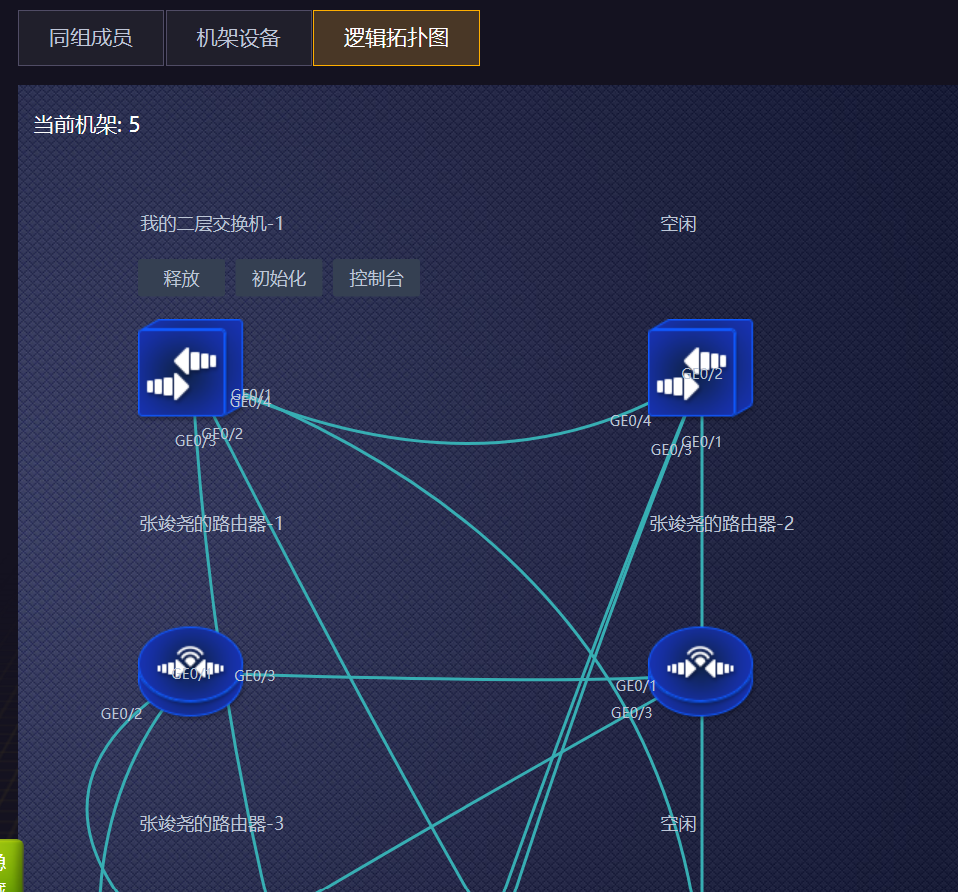 同组成员
机架设备
逻辑拓扑图
当前机架: 5
我的二层交换机-1
空闲
释放
初始化
控制台
GE0/1
GE0/4
GE0/2
GE0/3
GE0/2
GE0/4
GE0/1
GE0/3
张竣尧的路由器-1
张竣尧的路由器-2
GE0/1
GE0/3
GE0/2
GE0/1
GE0/3
张竣尧的路由器-3
空闲